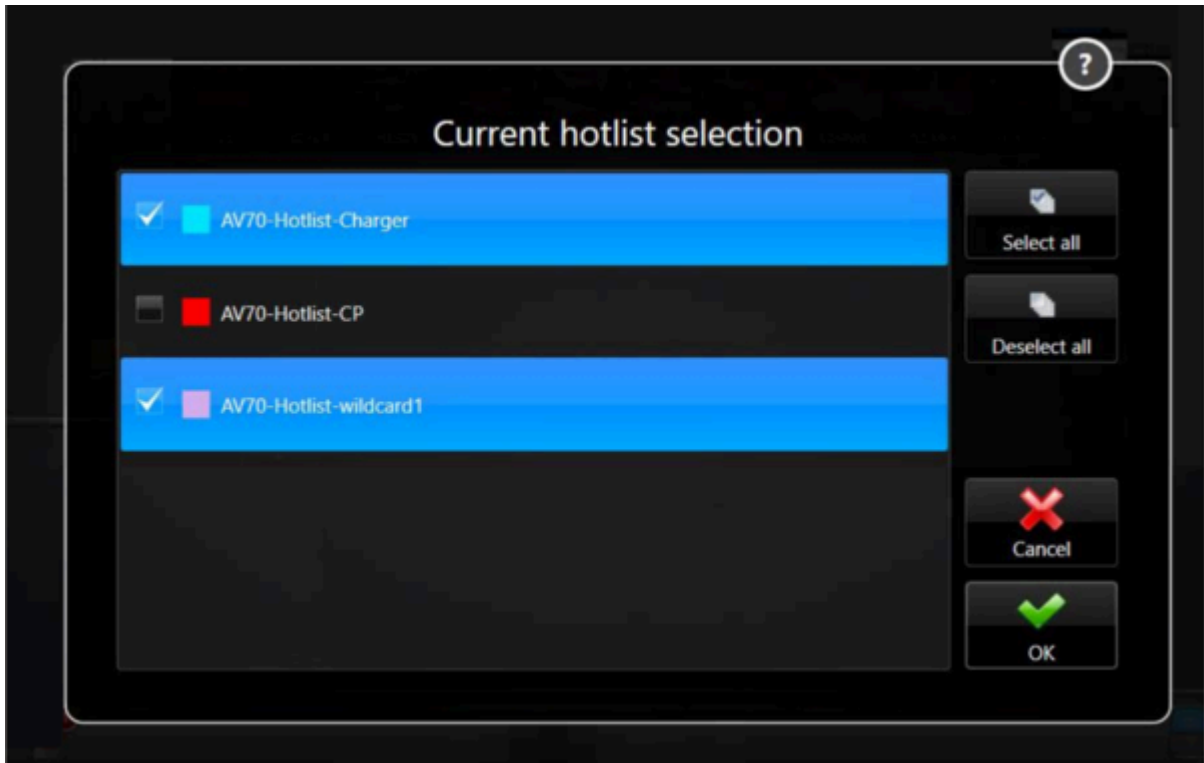 ?
Current hotlist selection
AV70-Hotlist-Charger
AV70-Hotlist-CP
AV70-Hotlist-wildcard1
Select all
Deselect all
Cancel
OK